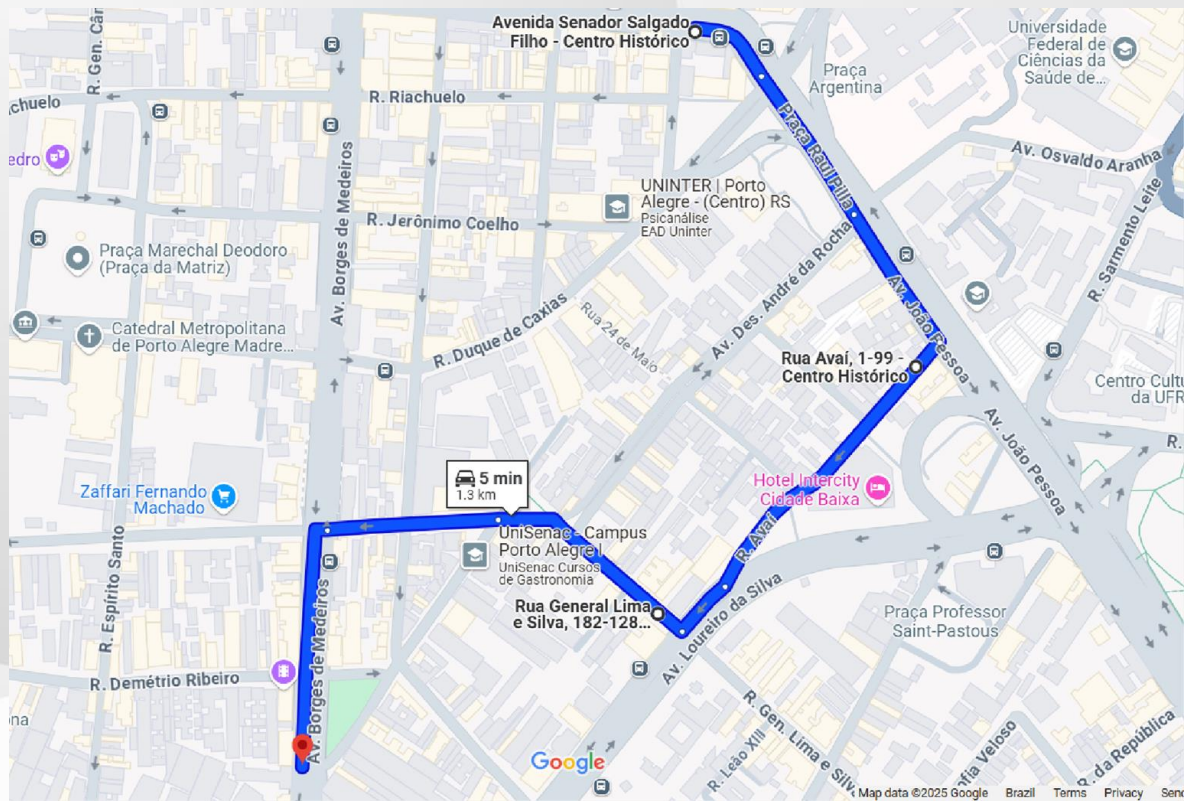 Avenida Senador Salgado
Filho - Centro Histórico
Universidade
Federal de
Ciências da
Saúde de...
R. Gen. Câr
Praça
Argentina
R. Riachuelo
chuelo
Praça Raul Pilla
Av. Osvaldo Aranha
edro
UNINTER | Porto
Alegre - (Centro) RS
Psicanálise
EAD Uninter
R. Sarmento Leite
Av. Borges de Medeiros
R. Jerônimo Coelho
Praça Marechal Deodoro
(Praça da Matriz)
Av. Des. André da Rocha
Av. João Pessoa
Catedral Metropolitana
de Porto Alegre Madre...
R. Duque de Caxias
Rua 24 de Maio
Rua Avaí, 1-99 -
Centro Histórico
Centro Cultu
da UFR
Av. João Pessoa
R.
5 min
1.3 km
Zaffari Fernando
Machado
Hotel Intercity
Cidade Baixa
UniSenac - Campus
Porto Alegre I
UniSenac Cursos
de Gastronomia
R. Avaí
R. Espírito Santo
Av. Borges de Medeiros
Rua General Lima
e Silva, 182-128...
Av. Loureiro da Silva
Praça Professor
Saint-Pastous
R. Demétrio Ribeiro
ona
R. Gen. Lima e Silv
R. Leão XIII
ofia Veloso
R. da República
Google
Map data ©2025 Google Brazil Terms Privacy Send